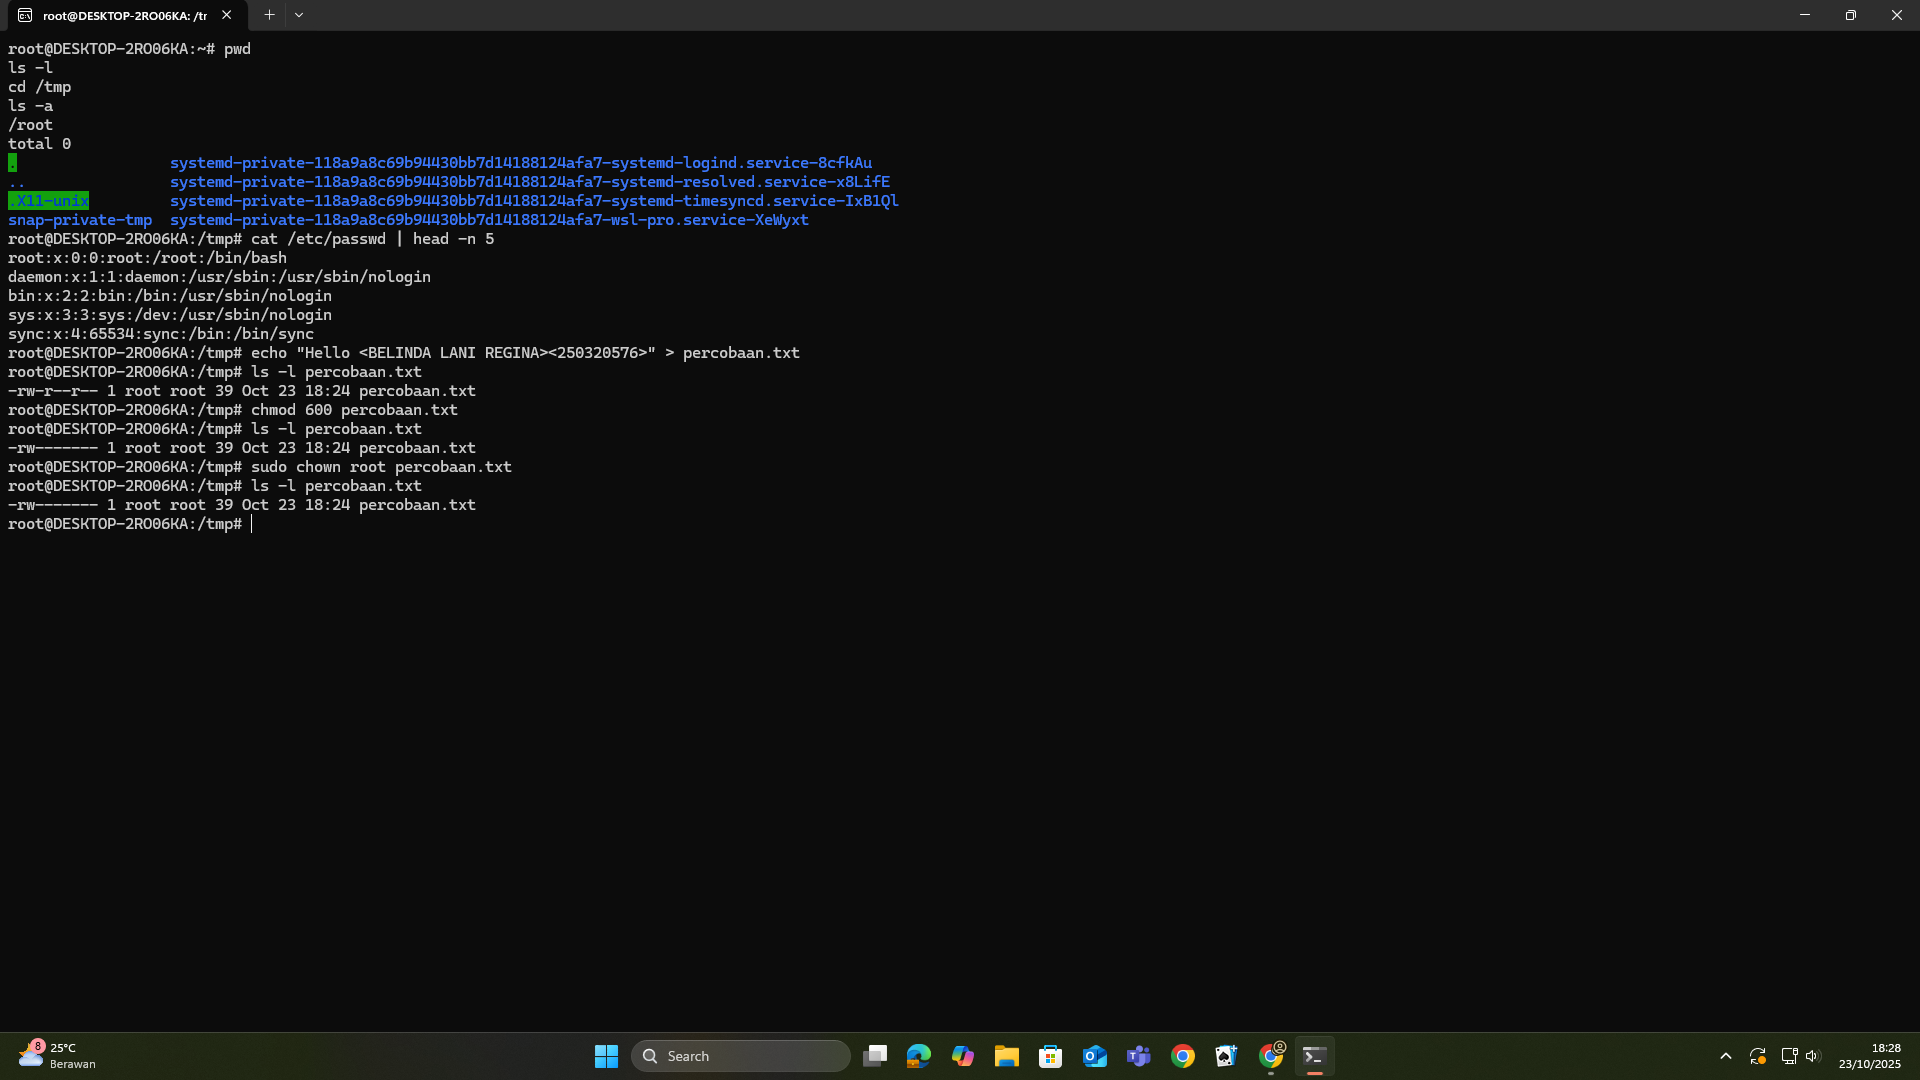 root@DESKTOP-2RO06KA: /tr
root@DESKTOP-2RO06KA:~# pwd
ls -l
cd /tmp
ls -a
/root
total 0
. systemd-private-118a9a8c69b94430bb7d14188124afa7-systemd-logind.service-8cfkAu
.. systemd-private-118a9a8c69b94430bb7d14188124afa7-systemd-resolved.service-x8LifE
.X11-unix systemd-private-118a9a8c69b94430bb7d14188124afa7-systemd-timesyncd.service-IxB1Ql
snap-private-tmp systemd-private-118a9a8c69b94430bb7d14188124afa7-wsl-pro.service-XeWyxt
root@DESKTOP-2RO06KA:/tmp# cat /etc/passwd | head -n 5
root:x:0:0:root:/root:/bin/bash
daemon:x:1:1:daemon:/usr/sbin:/usr/sbin/nologin
bin:x:2:2:bin:/bin:/usr/sbin/nologin
sys:x:3:3:sys:/dev:/usr/sbin/nologin
sync:x:4:65534:sync:/bin:/bin/sync
root@DESKTOP-2RO06KA:/tmp# echo "Hello <BELINDA LANI REGINA><250320576>" > percobaan.txt
root@DESKTOP-2RO06KA:/tmp# ls -l percobaan.txt
-rw-r--r-- 1 root root 39 Oct 23 18:24 percobaan.txt
root@DESKTOP-2RO06KA:/tmp# chmod 600 percobaan.txt
root@DESKTOP-2RO06KA:/tmp# ls -l percobaan.txt
-rw------- 1 root root 39 Oct 23 18:24 percobaan.txt
root@DESKTOP-2RO06KA:/tmp# sudo chown root percobaan.txt
root@DESKTOP-2RO06KA:/tmp# ls -l percobaan.txt
-rw------- 1 root root 39 Oct 23 18:24 percobaan.txt
root@DESKTOP-2RO06KA:/tmp#
8
25°C
Berawan
Search
18:28
23/10/2025